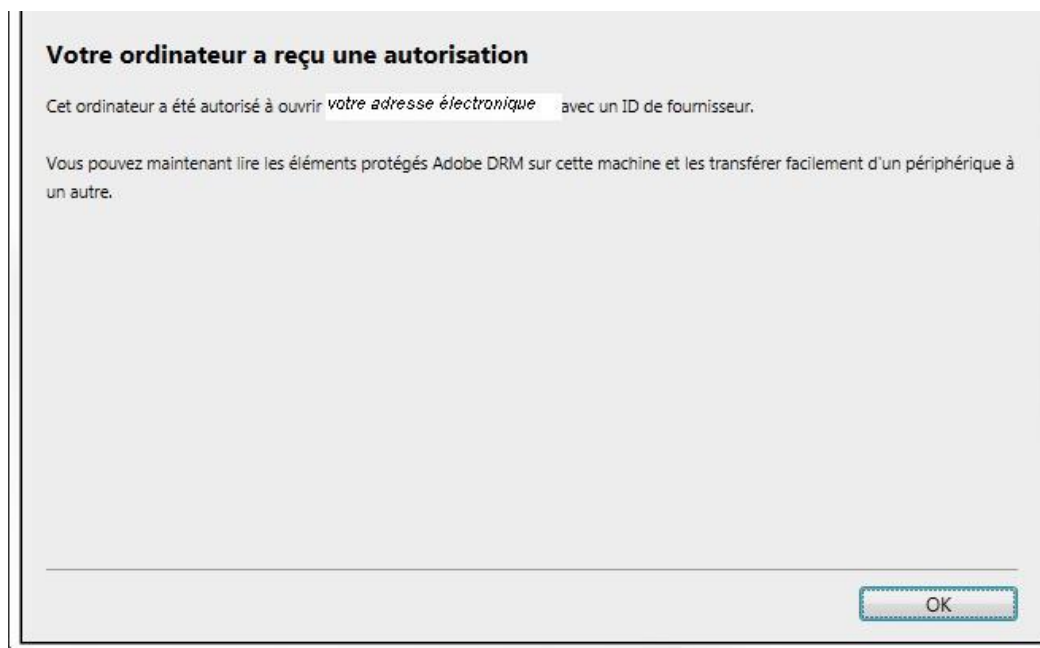 Votre ordinateur a reçu une autorisation
Cet ordinateur a été autorisé à ouvrir votre adresse électronique avec un ID de fournisseur.
Vous pouvez maintenant lire les éléments protégés Adobe DRM sur cette machine et les transférer facilement d'un périphérique à
un autre.
OK